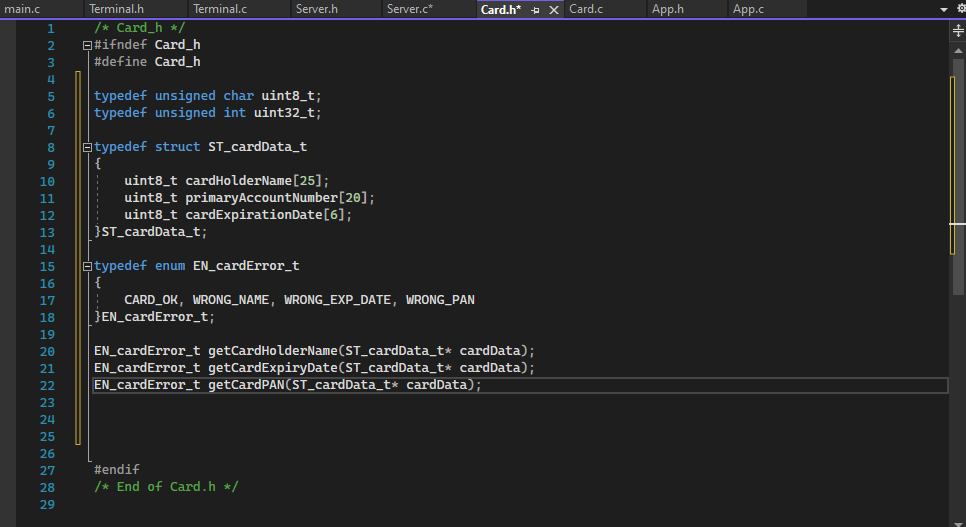 main.c Terminal.h Terminal.c Server.h Server.c* Card.h* Card.c App.h App.c
1 /* Card_h */
2 #ifndef Card_h
3 #define Card_h
4
5 typedef unsigned char uint8_t;
6 typedef unsigned int uint32_t;
7
8 typedef struct ST_cardData_t
9 {
10 uint8_t cardHolderName[25];
11 uint8_t primaryAccountNumber[20];
12 uint8_t cardExpirationDate[6];
13 }ST_cardData_t;
14
15 typedef enum EN_cardError_t
16 {
17 CARD_OK, WRONG_NAME, WRONG_EXP_DATE, WRONG_PAN
18 }EN_cardError_t;
19
20 EN_cardError_t getCardHolderName(ST_cardData_t* cardData);
21 EN_cardError_t getCardExpiryDate(ST_cardData_t* cardData);
22 EN_cardError_t getCardPAN(ST_cardData_t* cardData);
23
24
25
26
27 #endif
28 /* End of Card.h */
29